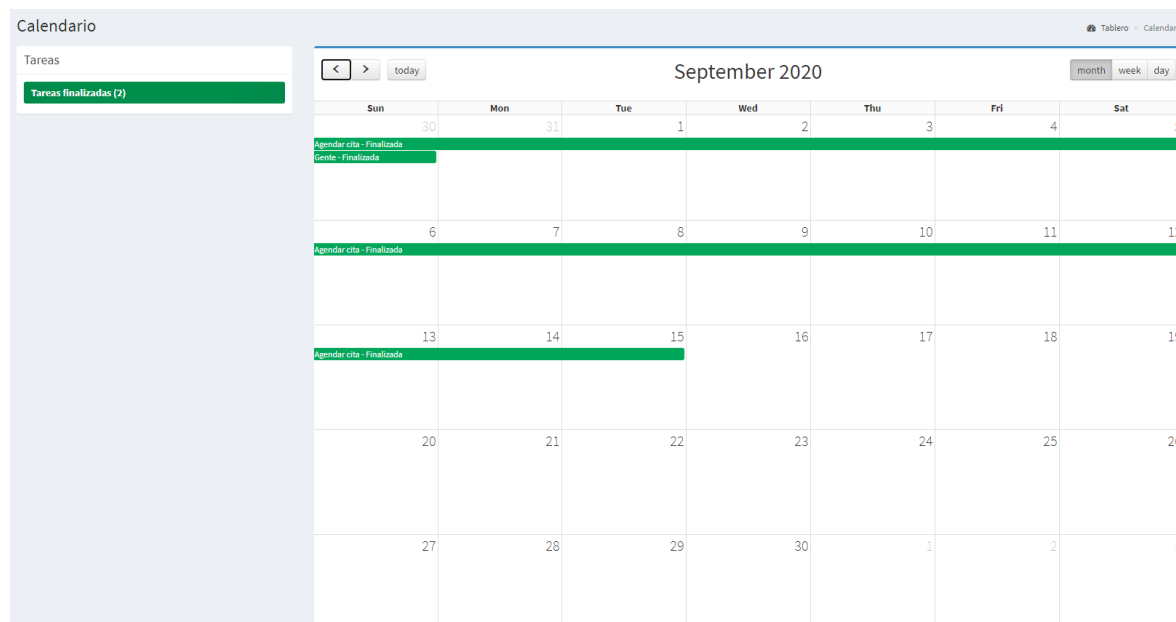 Calendario
Tablero > Calendar
Tareas
Tareas finalizadas (2)
< > today
September 2020
month week day
Sun Mon Tue Wed Thu Fri Sat
30 31 1 2 3 4
Agendar cita - Finalizada
Gente - Finalizada
6 7 8 9 10 11
Agendar cita - Finalizada
13 14 15 16 17 18
Agendar cita - Finalizada
20 21 22 23 24 25
27 28 29 30 1 2